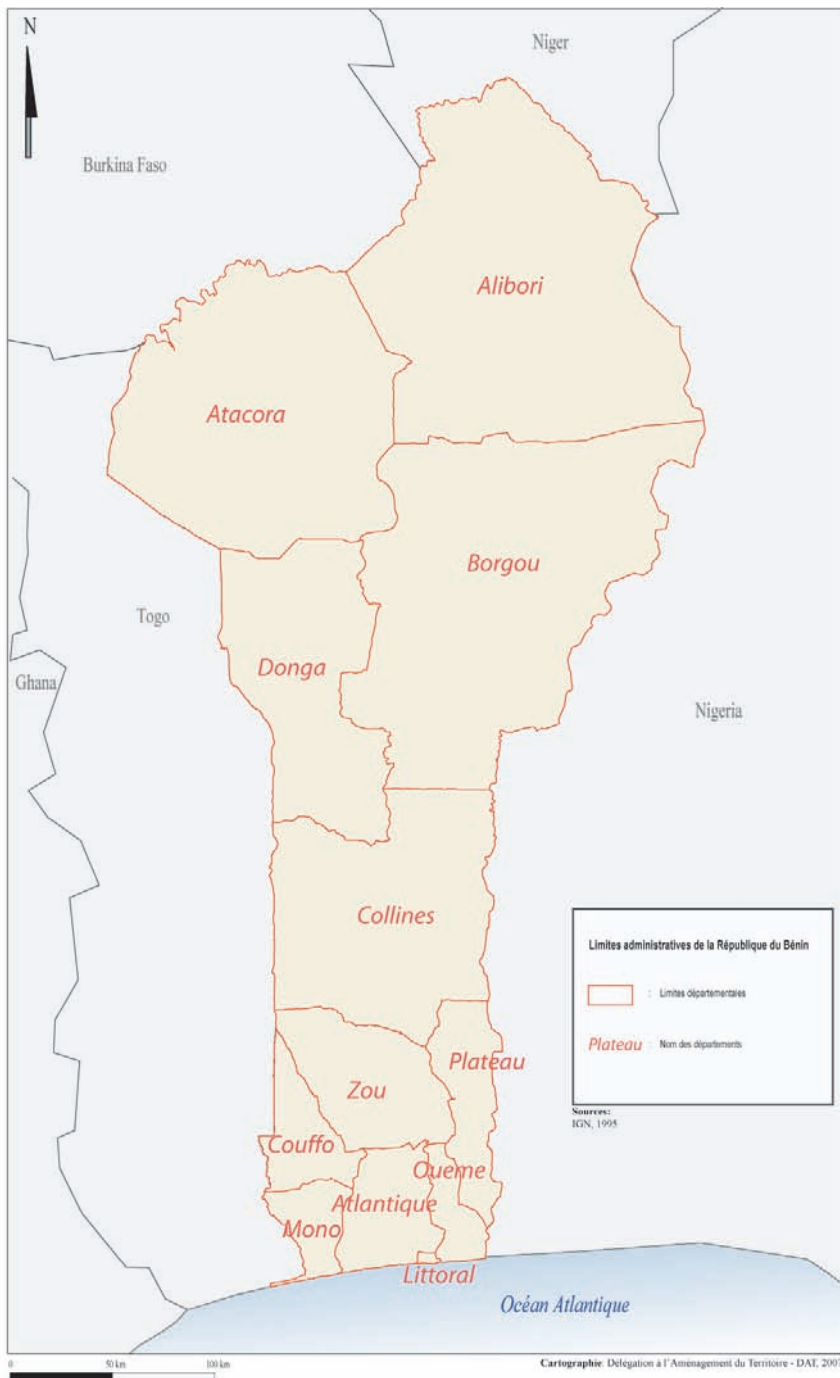 N
Niger
Burkina Faso
Alibori
Atacora
Borgou
Togo
Donga
Ghana
Nigeria
Collines
Limites administratives de la République du Bénin
: Limites départementales
Plateau : Nom des départements
Plateau
Zou
Sources:
IGN, 1995
Couffo
Oueme
Atlantique
Mono
Littoral
Océan Atlantique
0 50 km 100 km
Cartographie: Délégation à l'Aménagement du Territoire - DAT, 2007